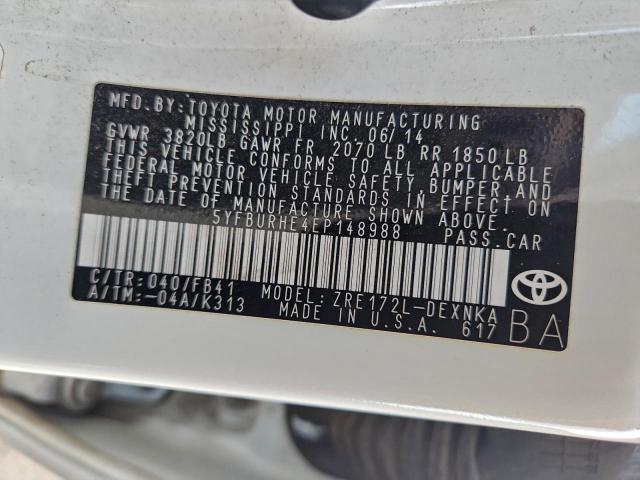 MFD. BY: TOYOTA MOTOR MANUFACTURING
MISSISSIPPI INC. 06/14
GVWR 3820LB GAWR FR 2070 LB RR 1850 LB
THIS VEHICLE CONFORMS TO ALL APPLICABLE
FEDERAL MOTOR VEHICLE SAFETY, BUMPER AND
THEFT PREVENTION STANDARDS IN EFFECT ON
THE DATE OF MANUFACTURE SHOWN ABOVE.
5YFBURHE4EP148988 PASS. CAR
C/TR: 040/FB41 MODEL: ZRE172L-DEXNKA
A/TM:-04A/K313 MADE IN U.S.A. 617
BA